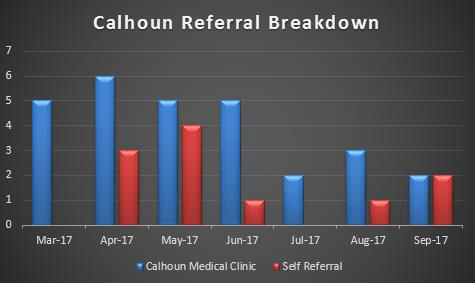 Calhoun Referral Breakdown
7
6
5
4
3
2
1
0
Mar-17 Apr-17 May-17 Jun-17 Jul-17 Aug-17 Sep-17
Calhoun Medical Clinic Self Referral